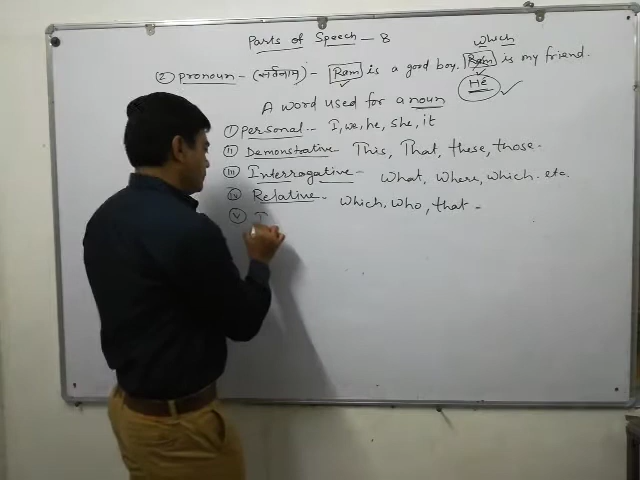 Parts of Speech - 8
which
② pronoun - (सर्वनाम) - Ram is a good boy. Ram is my friend.
He
A word used for a noun
① personal - I, we, he, she, it
(ii) Demonstrative This, That, these, those.
(iii) Interrogative - what, where, which. etc.
(iv) Relative - which, who, that -
(v) I